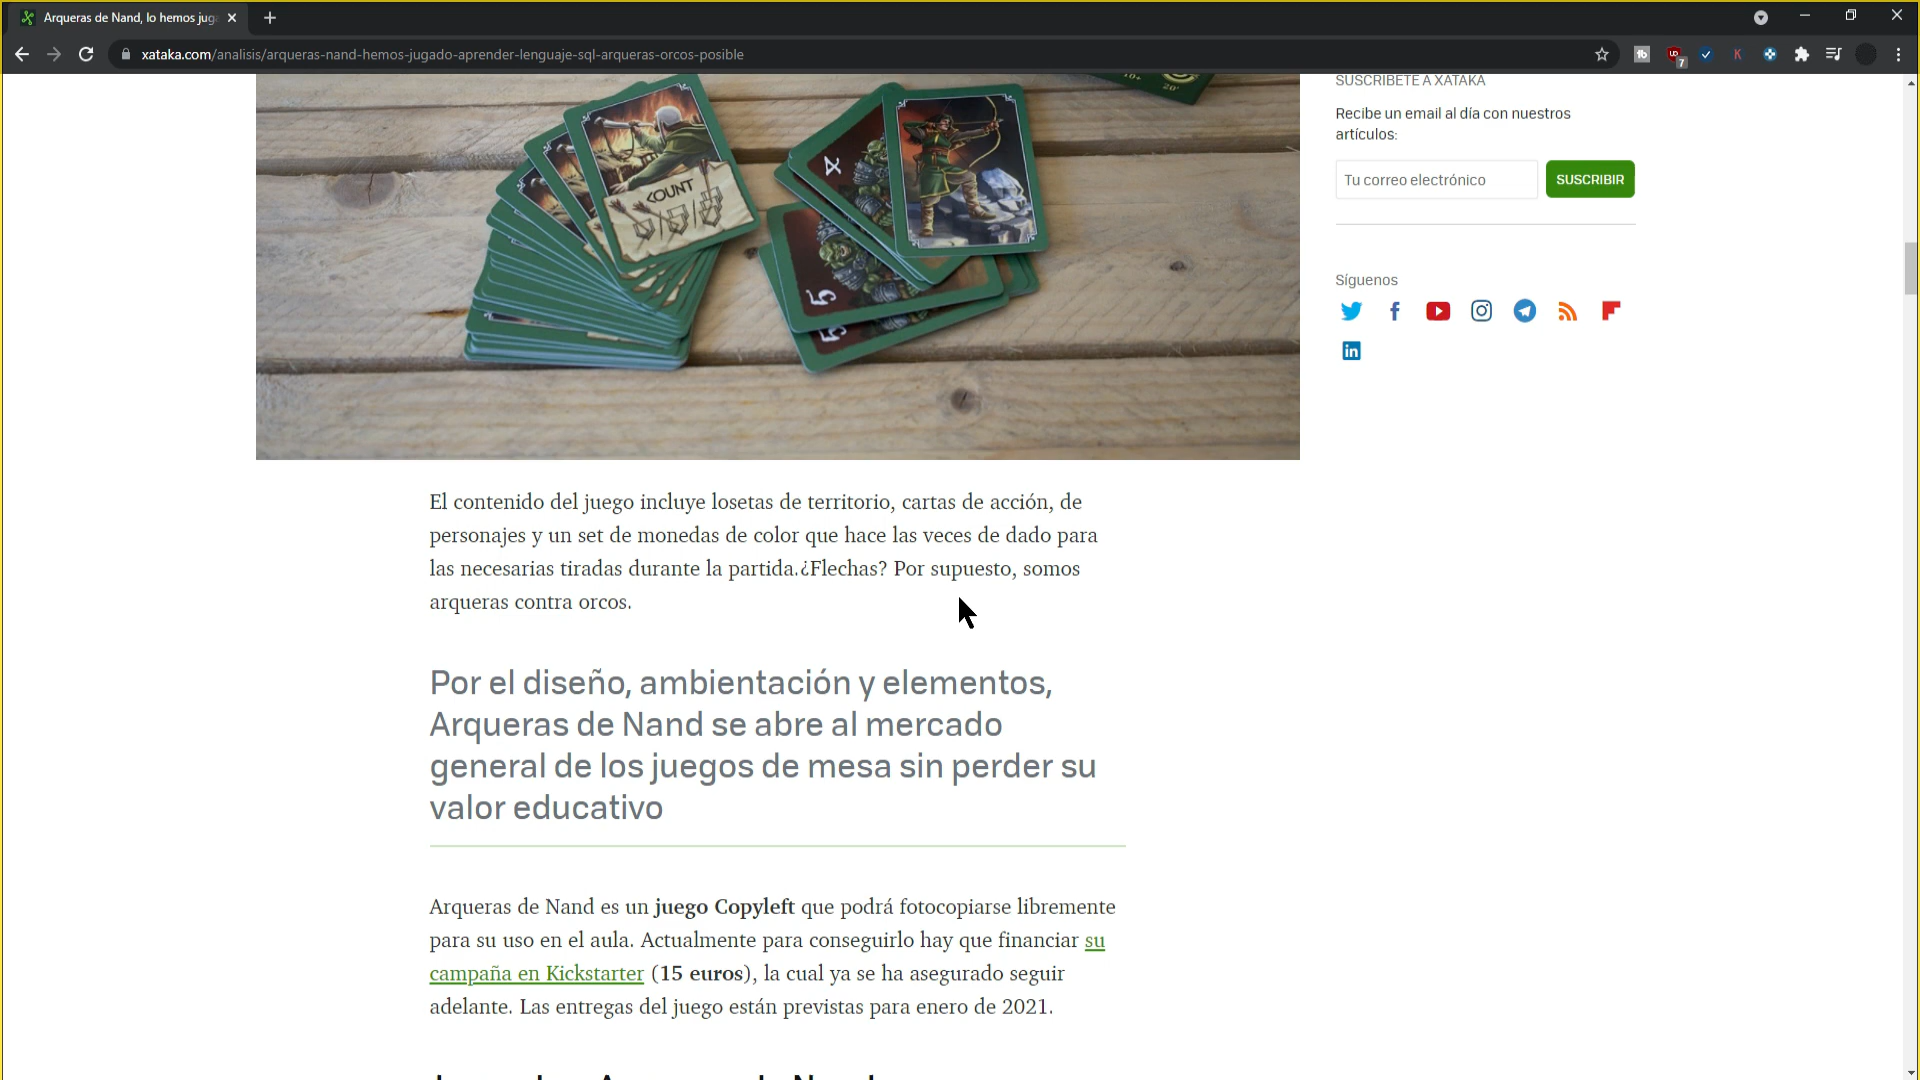 Arqueras de Nand, lo hemos jug
xataka.com/analisis/arqueras-nand-hemos-jugado-aprender-lenguaje-sql-arqueras-orcos-posible
7
COUNT
4
5
5
10+
20'
SUSCRÍBETE A XATAKA
Recibe un email al día con nuestros
artículos:
Tu correo electrónico
SUSCRIBIR
Síguenos
El contenido del juego incluye losetas de territorio, cartas de acción, de
personajes y un set de monedas de color que hace las veces de dado para
las necesarias tiradas durante la partida.¿Flechas? Por supuesto, somos
arqueras contra orcos.
Por el diseño, ambientación y elementos,
Arqueras de Nand se abre al mercado
general de los juegos de mesa sin perder su
valor educativo
Arqueras de Nand es un juego Copyleft que podrá fotocopiarse libremente
para su uso en el aula. Actualmente para conseguirlo hay que financiar su
campaña en Kickstarter (15 euros), la cual ya se ha asegurado seguir
adelante. Las entregas del juego están previstas para enero de 2021.